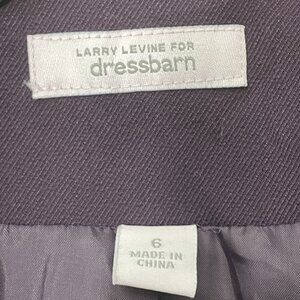 LARRY LEVINE FOR
dressbarn
6
MADE IN
CHINA